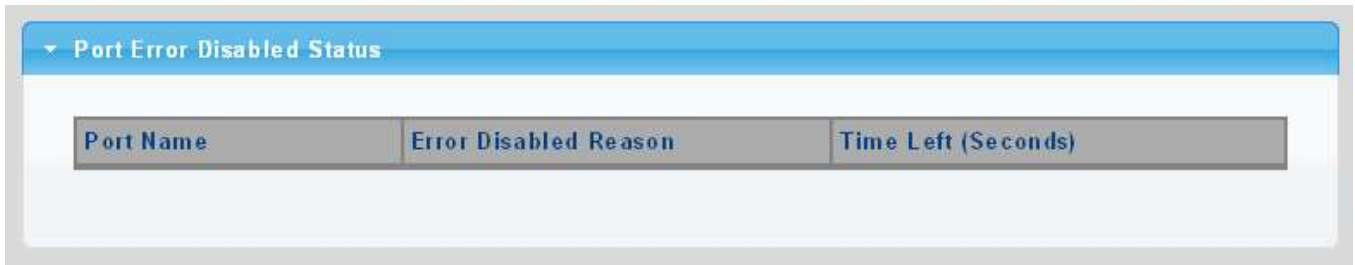 Port Error Disabled Status
Port Name Error Disabled Reason Time Left (Seconds)